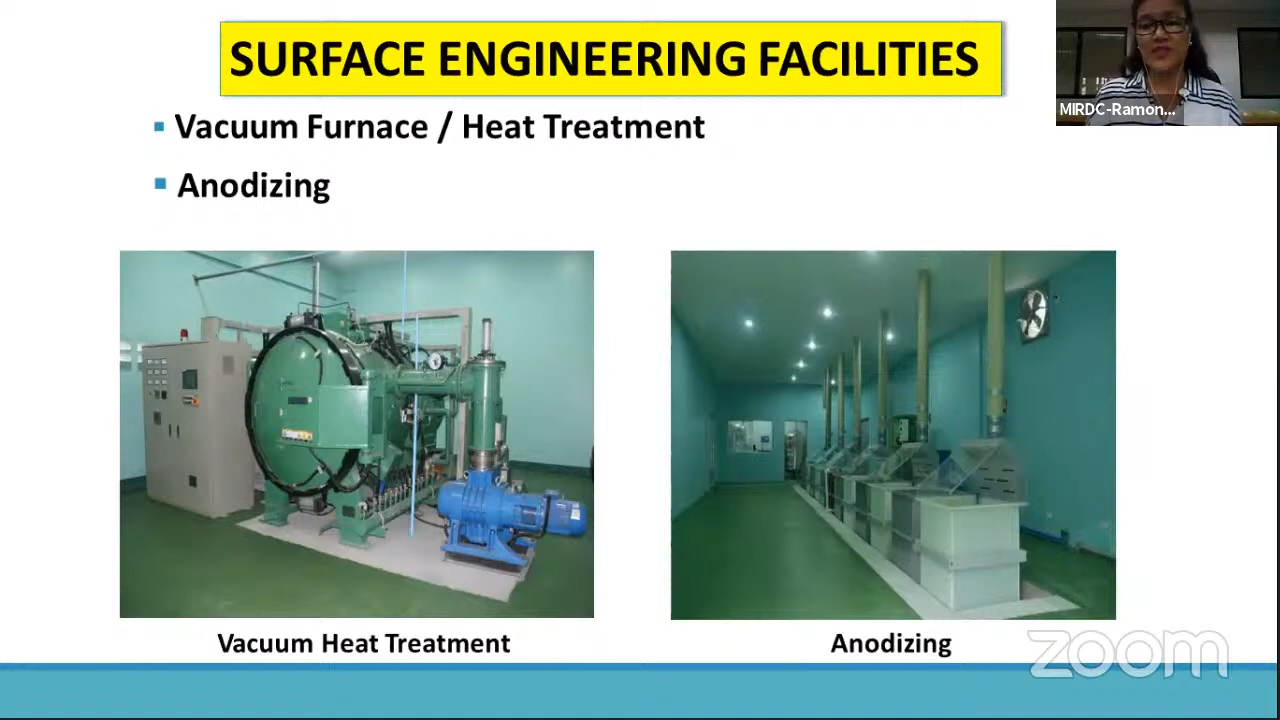 SURFACE ENGINEERING FACILITIES
MIRDC-Ramon...
Vacuum Furnace / Heat Treatment
Anodizing
Vacuum Heat Treatment
Anodizing
zoom